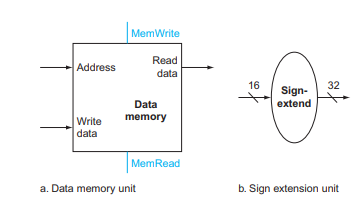 MemWrite
Address
Read
data
Data
memory
Write
data
MemRead
16
Sign-
extend
32
a. Data memory unit
b. Sign extension unit